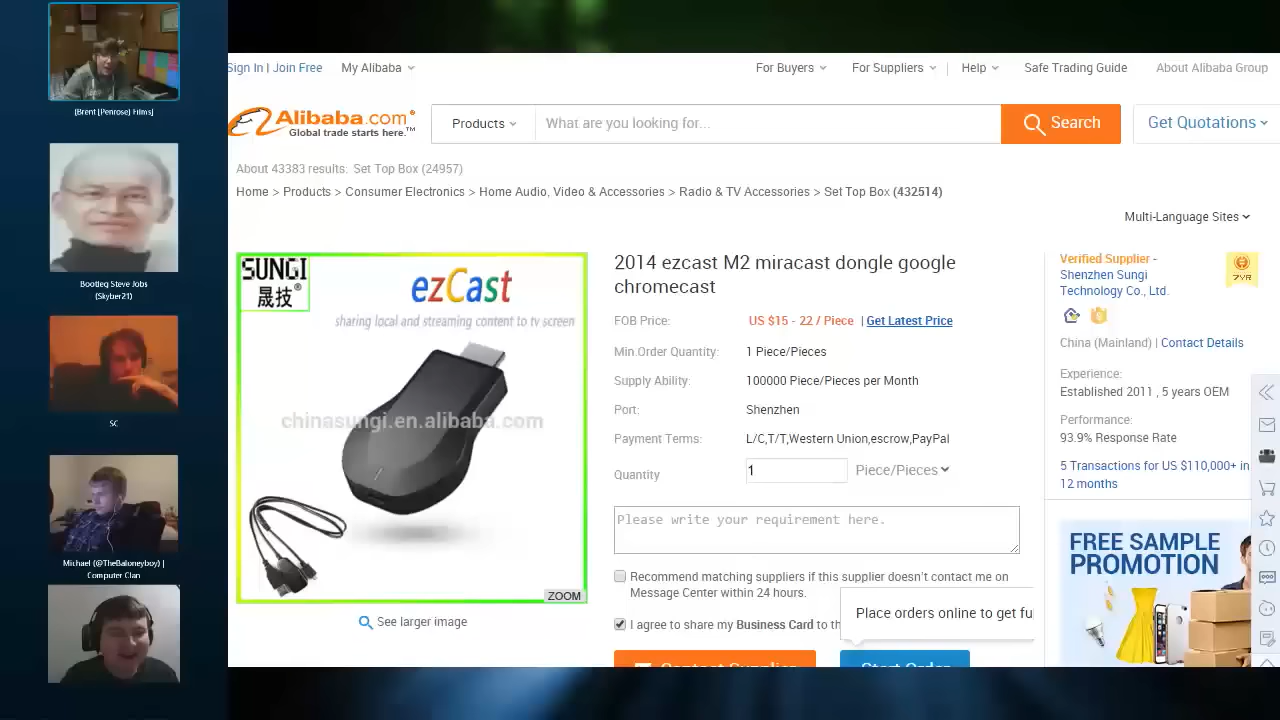 [Brent [Penrose] Films]
Bootleg Steve Jobs
(Skyber21)
SC
Michael (@TheBaloneyboy) |
Computer Clan
Sign In | Join Free My Alibaba
For Buyers For Suppliers Help Safe Trading Guide About Alibaba Group
Alibaba.com
Global trade starts here.™
Products What are you looking for... Search Get Quotations
About 43383 results: Set Top Box (24957)
Home > Products > Consumer Electronics > Home Audio, Video & Accessories > Radio & TV Accessories > Set Top Box (432514)
Multi-Language Sites
SUNGI
晟技®
ezCast
sharing local and streaming content to tv screen
chinasungi.en.alibaba.com
ZOOM
See larger image
2014 ezcast M2 miracast dongle google
chromecast
FOB Price: US $15 - 22 / Piece | Get Latest Price
Min.Order Quantity: 1 Piece/Pieces
Supply Ability: 100000 Piece/Pieces per Month
Port: Shenzhen
Payment Terms: L/C,T/T,Western Union,escrow,PayPal
Quantity 1 Piece/Pieces
Please write your requirement here.
Recommend matching suppliers if this supplier doesn't contact me on
Message Center within 24 hours.
Place orders online to get fu
I agree to share my Business Card to th
Contact Supplier Start Order
Verified Supplier -
Shenzhen Sungi
Technology Co., Ltd.
7YR
China (Mainland) | Contact Details
Experience:
Established 2011 , 5 years OEM
Performance:
93.9% Response Rate
5 Transactions for US $110,000+ in
12 months
FREE SAMPLE
PROMOTION